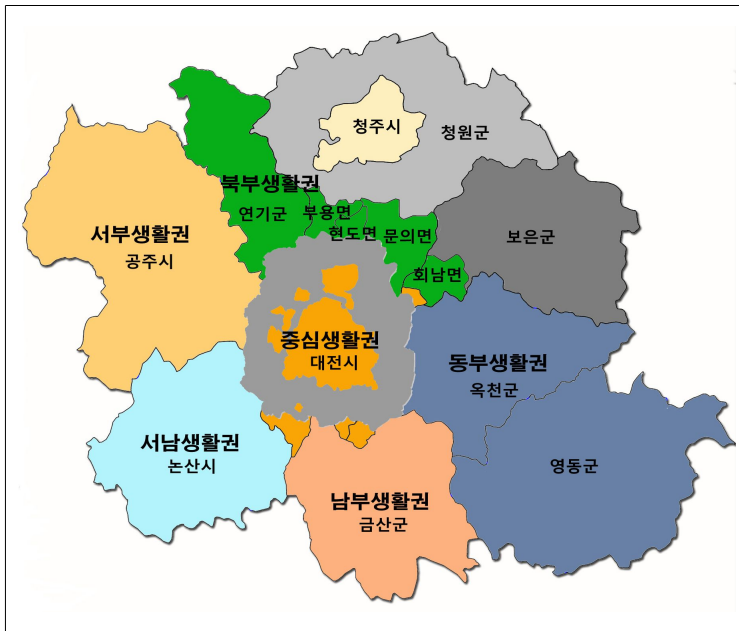 청주시
청원군
북부생활권
연기군
부용면
현도면
문의면
회남면
보은군
서부생활권
공주시
중심생활권
대전시
동부생활권
옥천군
서남생활권
논산시
영동군
남부생활권
금산군